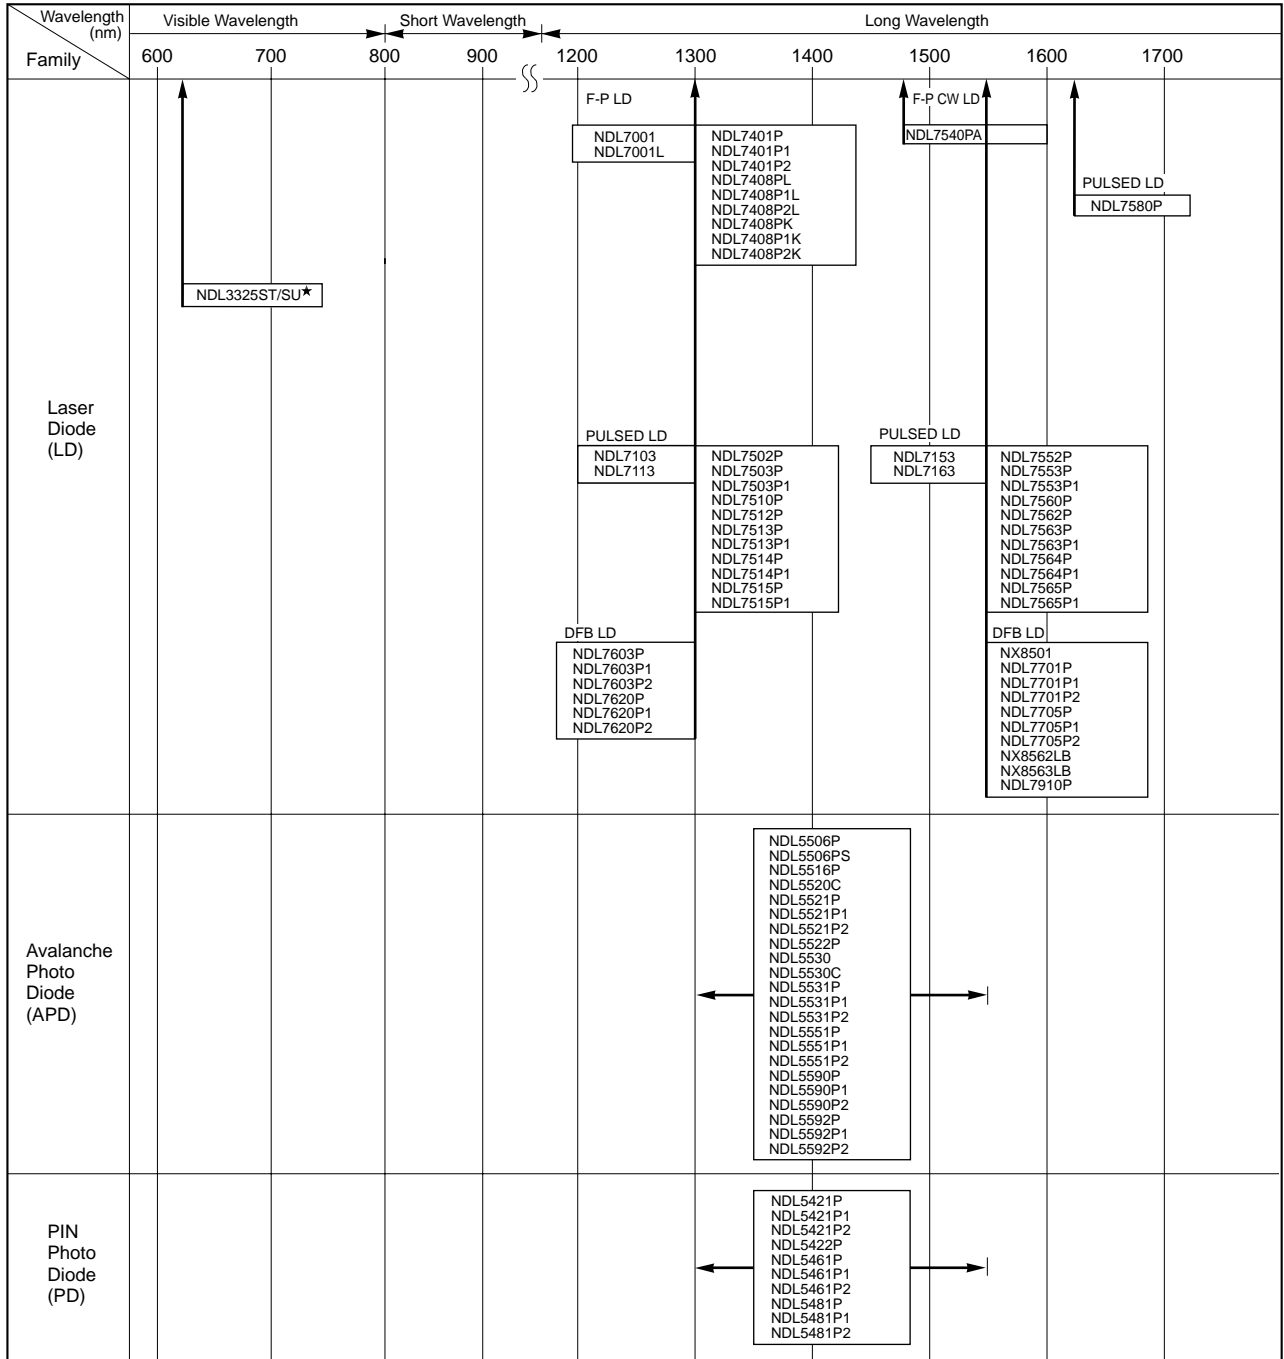 Wavelength
(nm)
Family
Visible Wavelength
Short Wavelength
Long Wavelength
600 700 800 900 1200 1300 1400 1500 1600 1700
Laser
Diode
(LD)
NDL3325ST/SU★
F-P LD
NDL7001
NDL7001L
NDL7401P
NDL7401P1
NDL7401P2
NDL7408PL
NDL7408P1L
NDL7408P2L
NDL7408PK
NDL7408P1K
NDL7408P2K
F-P CW LD
NDL7540PA
PULSED LD
NDL7580P
PULSED LD
NDL7103
NDL7113
NDL7502P
NDL7503P
NDL7503P1
NDL7510P
NDL7512P
NDL7513P
NDL7513P1
NDL7514P
NDL7514P1
NDL7515P
NDL7515P1
PULSED LD
NDL7153
NDL7163
NDL7552P
NDL7553P
NDL7553P1
NDL7560P
NDL7562P
NDL7563P
NDL7563P1
NDL7564P
NDL7564P1
NDL7565P
NDL7565P1
DFB LD
NDL7603P
NDL7603P1
NDL7603P2
NDL7620P
NDL7620P1
NDL7620P2
DFB LD
NX8501
NDL7701P
NDL7701P1
NDL7701P2
NDL7705P
NDL7705P1
NDL7705P2
NX8562LB
NX8563LB
NDL7910P
Avalanche
Photo
Diode
(APD)
NDL5506P
NDL5506PS
NDL5516P
NDL5520C
NDL5521P
NDL5521P1
NDL5521P2
NDL5522P
NDL5530
NDL5530C
NDL5531P
NDL5531P1
NDL5531P2
NDL5551P
NDL5551P1
NDL5551P2
NDL5590P
NDL5590P1
NDL5590P2
NDL5592P
NDL5592P1
NDL5592P2
PIN
Photo
Diode
(PD)
NDL5421P
NDL5421P1
NDL5421P2
NDL5422P
NDL5461P
NDL5461P1
NDL5461P2
NDL5481P
NDL5481P1
NDL5481P2